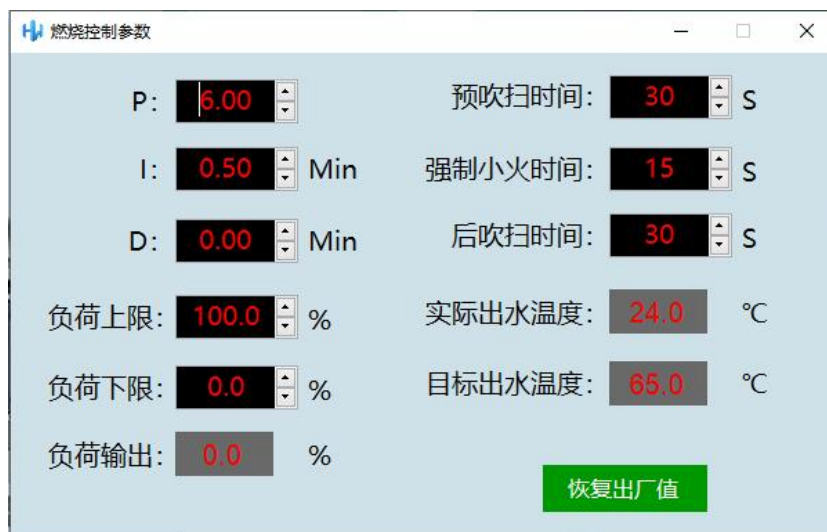 燃烧控制参数
P： 6.00
预吹扫时间： 30 S
I： 0.50 Min
强制小火时间： 15 S
D： 0.00 Min
后吹扫时间： 30 S
负荷上限： 100.0 %
实际出水温度： 24.0 ℃
负荷下限： 0.0 %
目标出水温度： 65.0 ℃
负荷输出： 0.0 %
恢复出厂值